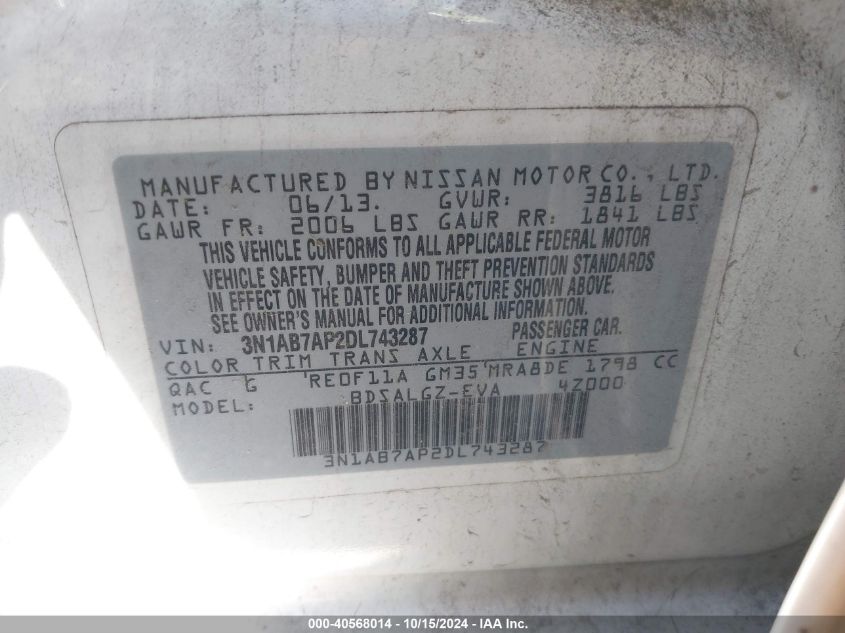 MANUFACTURED BY NISSAN MOTOR CO., LTD.
DATE: 06/13. GVWR: 3816 LBS
GAWR FR: 2006 LBS GAWR RR: 1841 LBS
THIS VEHICLE CONFORMS TO ALL APPLICABLE FEDERAL MOTOR
VEHICLE SAFETY, BUMPER AND THEFT PREVENTION STANDARDS
IN EFFECT ON THE DATE OF MANUFACTURE SHOWN ABOVE.
SEE OWNER'S MANUAL FOR ADDITIONAL INFORMATION.
VIN: 3N1AB7AP2DL743287 PASSENGER CAR.
COLOR TRIM TRANS AXLE ENGINE
QAC G RE0F11A GM35 MRA8DE 1798 CC
MODEL: BDSALGZ-EVA 4Z000
3N1AB7AP2DL743287
000-40568014 - 10/15/2024 - IAA Inc.